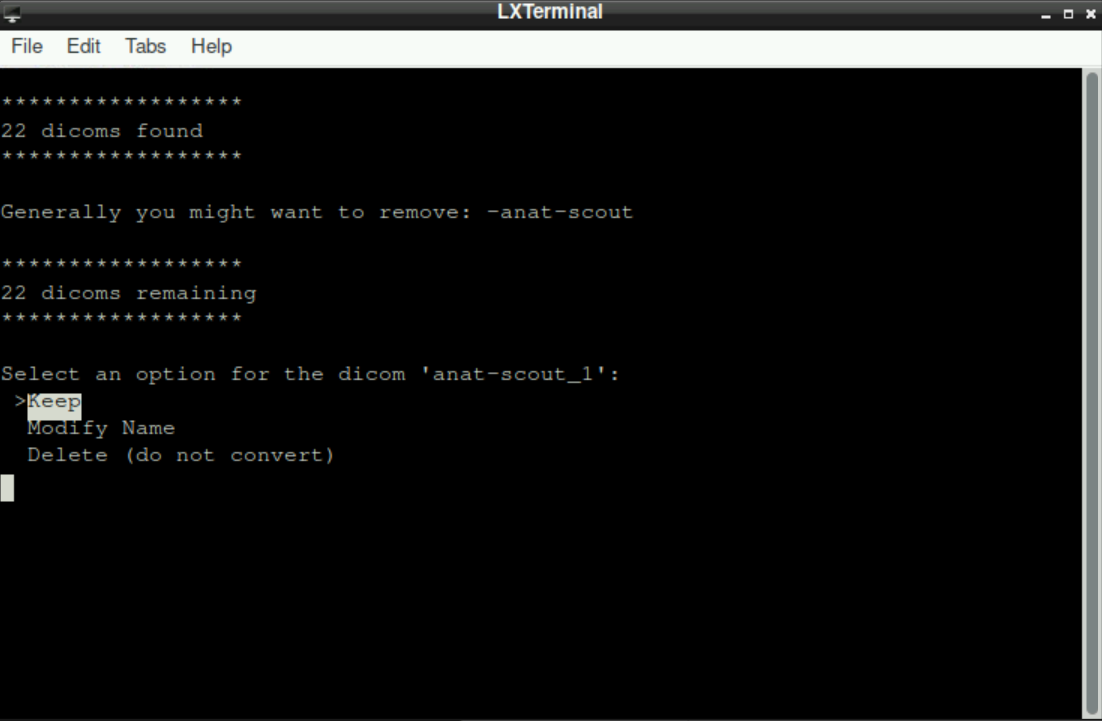 LXTerminal
File Edit Tabs Help
******************
22 dicoms found
******************
Generally you might want to remove: -anat-scout
******************
22 dicoms remaining
******************
Select an option for the dicom 'anat-scout_1':
>Keep
Modify Name
Delete (do not convert)